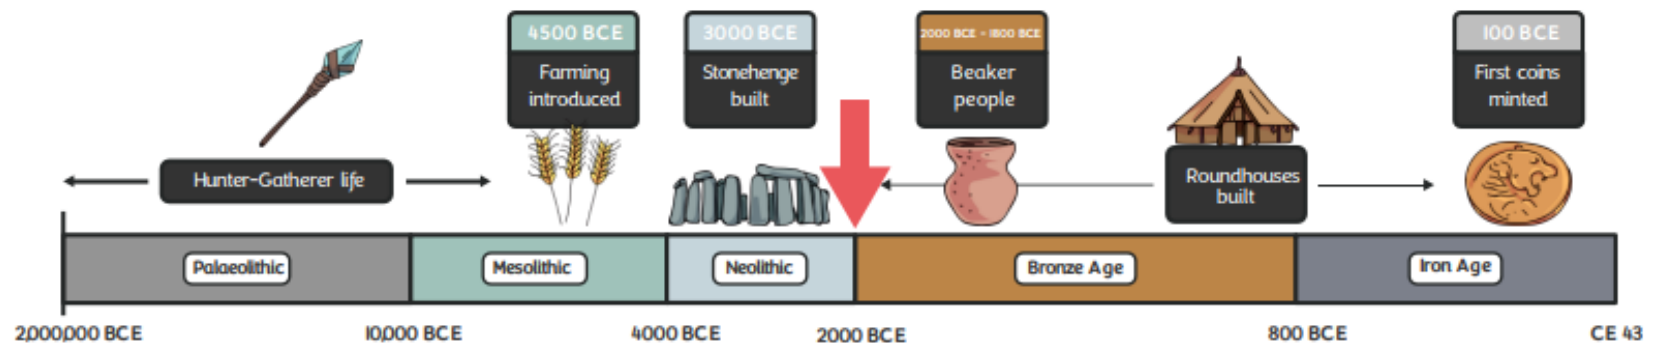 4500 BCE
Farming
introduced
3000 BCE
Stonehenge
built
2000 BCE - 1800 BCE
Beaker
people
100 BCE
First coins
minted
Hunter-Gatherer life
Roundhouses
built
Palaeolithic
Mesolithic
Neolithic
Bronze Age
Iron Age
2,000,000 BCE
10,000 BCE
4000 BCE
2000 BCE
800 BCE
CE 43